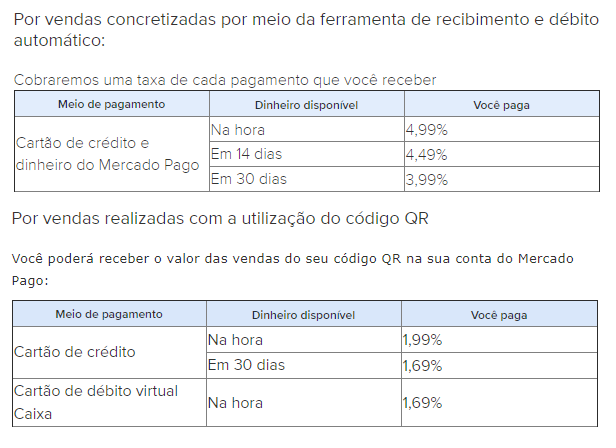 Por vendas concretizadas por meio da ferramenta de recibimento e débito
automático:
Cobraremos uma taxa de cada pagamento que você receber
Meio de pagamento Dinheiro disponível Você paga
Cartão de crédito e
dinheiro do Mercado Pago
Na hora 4,99%
Em 14 dias 4,49%
Em 30 dias 3,99%
Por vendas realizadas com a utilização do código QR
Você poderá receber o valor das vendas do seu código QR na sua conta do Mercado
Pago:
Meio de pagamento Dinheiro disponível Você paga
Cartão de crédito
Na hora 1,99%
Em 30 dias 1,69%
Cartão de débito virtual
Caixa
Na hora 1,69%